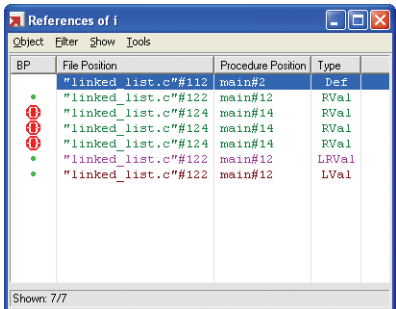 References of i
Object Filter Show Tools
BP File Position Procedure Position Type
"linked_list.c"#112 main#2 Def
"linked_list.c"#122 main#12 RVal
"linked_list.c"#124 main#14 RVal
"linked_list.c"#124 main#14 RVal
"linked_list.c"#124 main#14 RVal
"linked_list.c"#122 main#12 LRVal
"linked_list.c"#122 main#12 LVal
Shown: 7/7